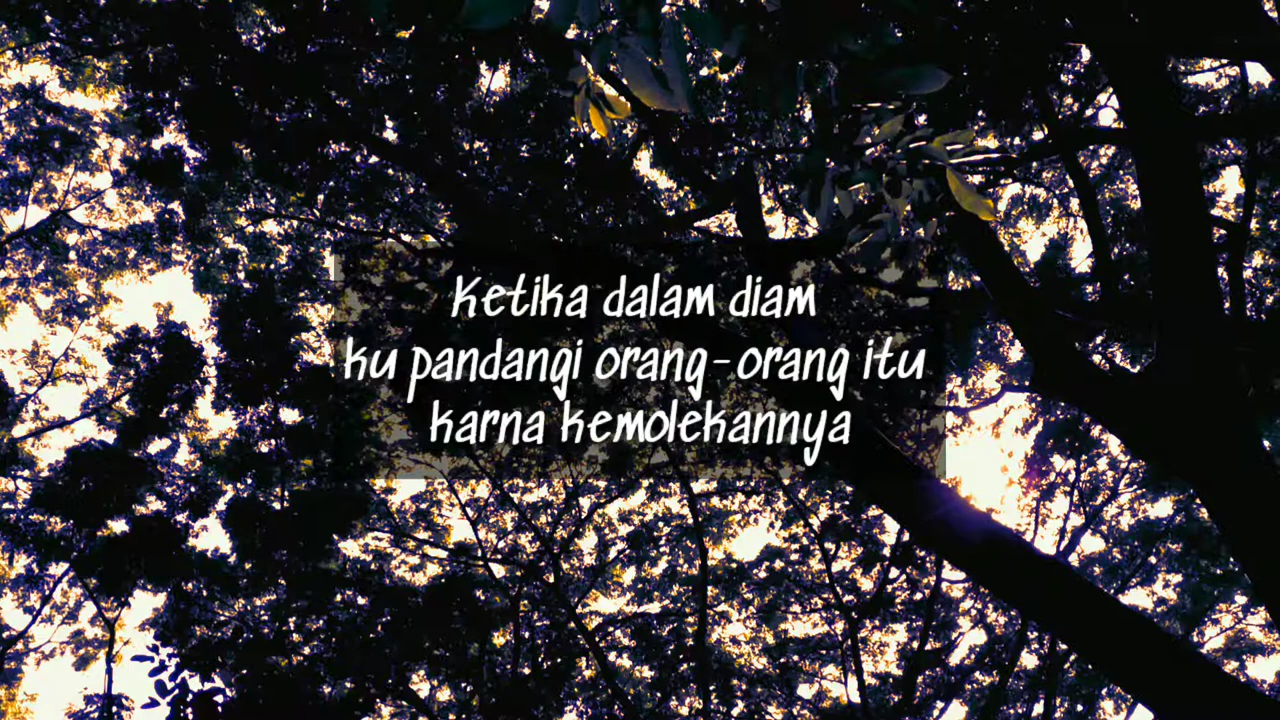 Ketika dalam diam
ku pandangi orang-orang itu
karna kemolekannya